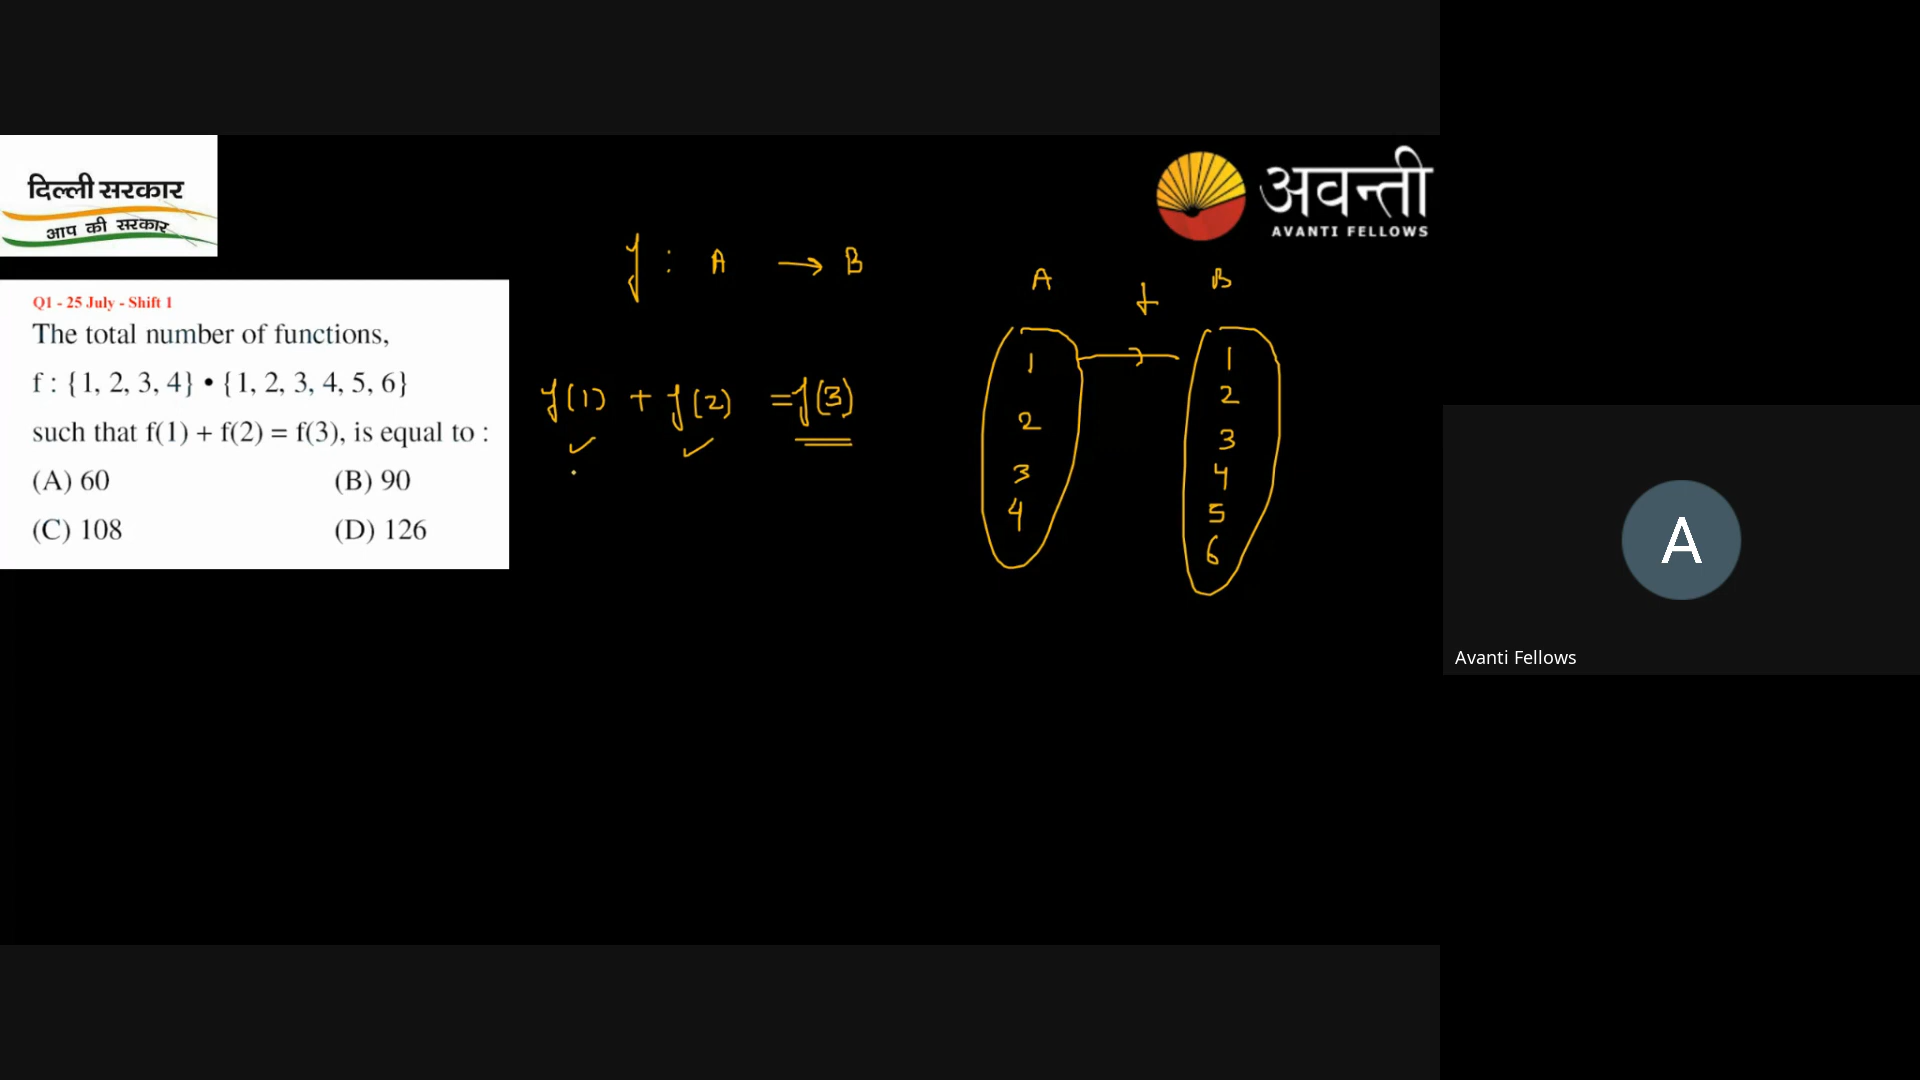 दिल्ली सरकार
आप की सरकार
अवन्ती
AVANTI FELLOWS
Q1 - 25 July - Shift 1
The total number of functions,
f : {1, 2, 3, 4} • {1, 2, 3, 4, 5, 6}
such that f(1) + f(2) = f(3), is equal to :
(A) 60 (B) 90
(C) 108 (D) 126
f : A → B
f(1) + f(2) = f(3)
A f B
1 → 1
2
3
4
2
3
4
5
6
A
Avanti Fellows